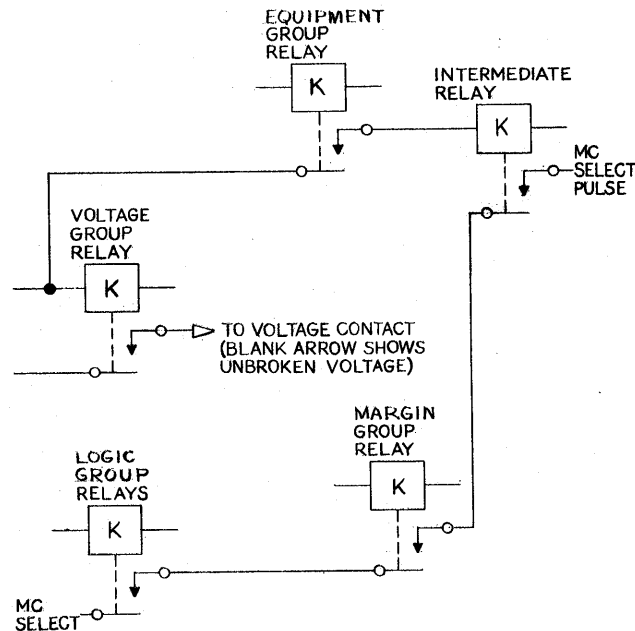 EQUIPMENT
GROUP
RELAY
K
INTERMEDIATE
RELAY
K
MC
SELECT
PULSE
VOLTAGE
GROUP
RELAY
K
TO VOLTAGE CONTACT
(BLANK ARROW SHOWS
UNBROKEN VOLTAGE)
MARGIN
GROUP
RELAY
K
LOGIC
GROUP
RELAYS
K
MC
SELECT